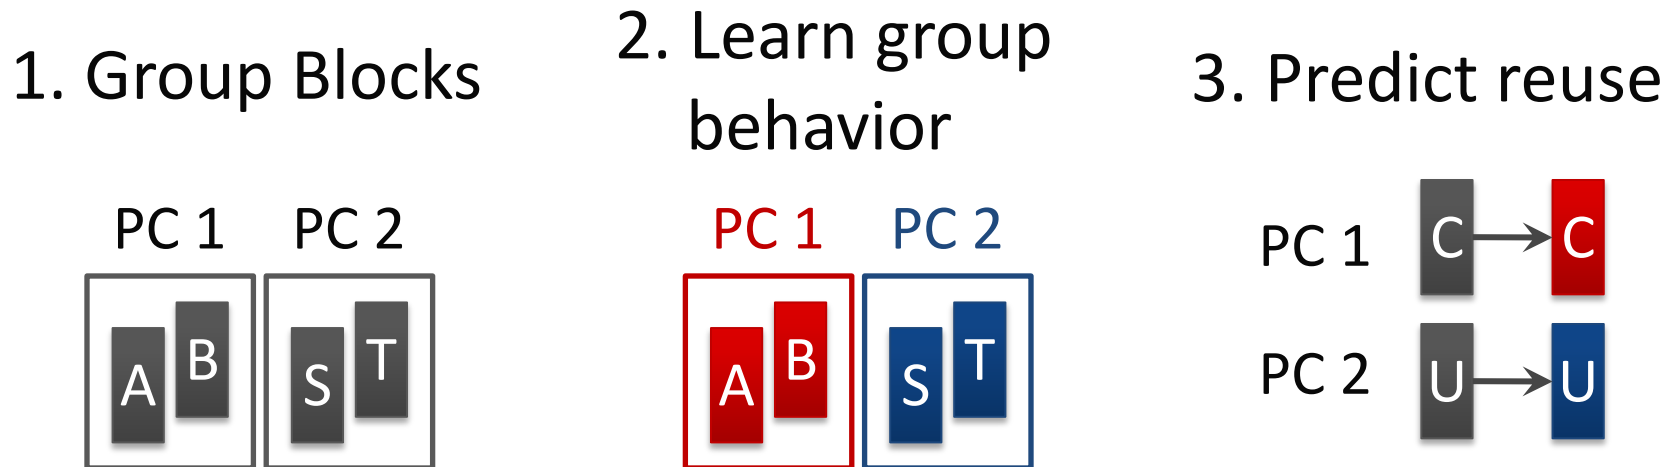 1. Group Blocks
PC 1 PC 2
A B S T
2. Learn group
behavior
PC 1 PC 2
A B S T
3. Predict reuse
PC 1 C C
PC 2 U U